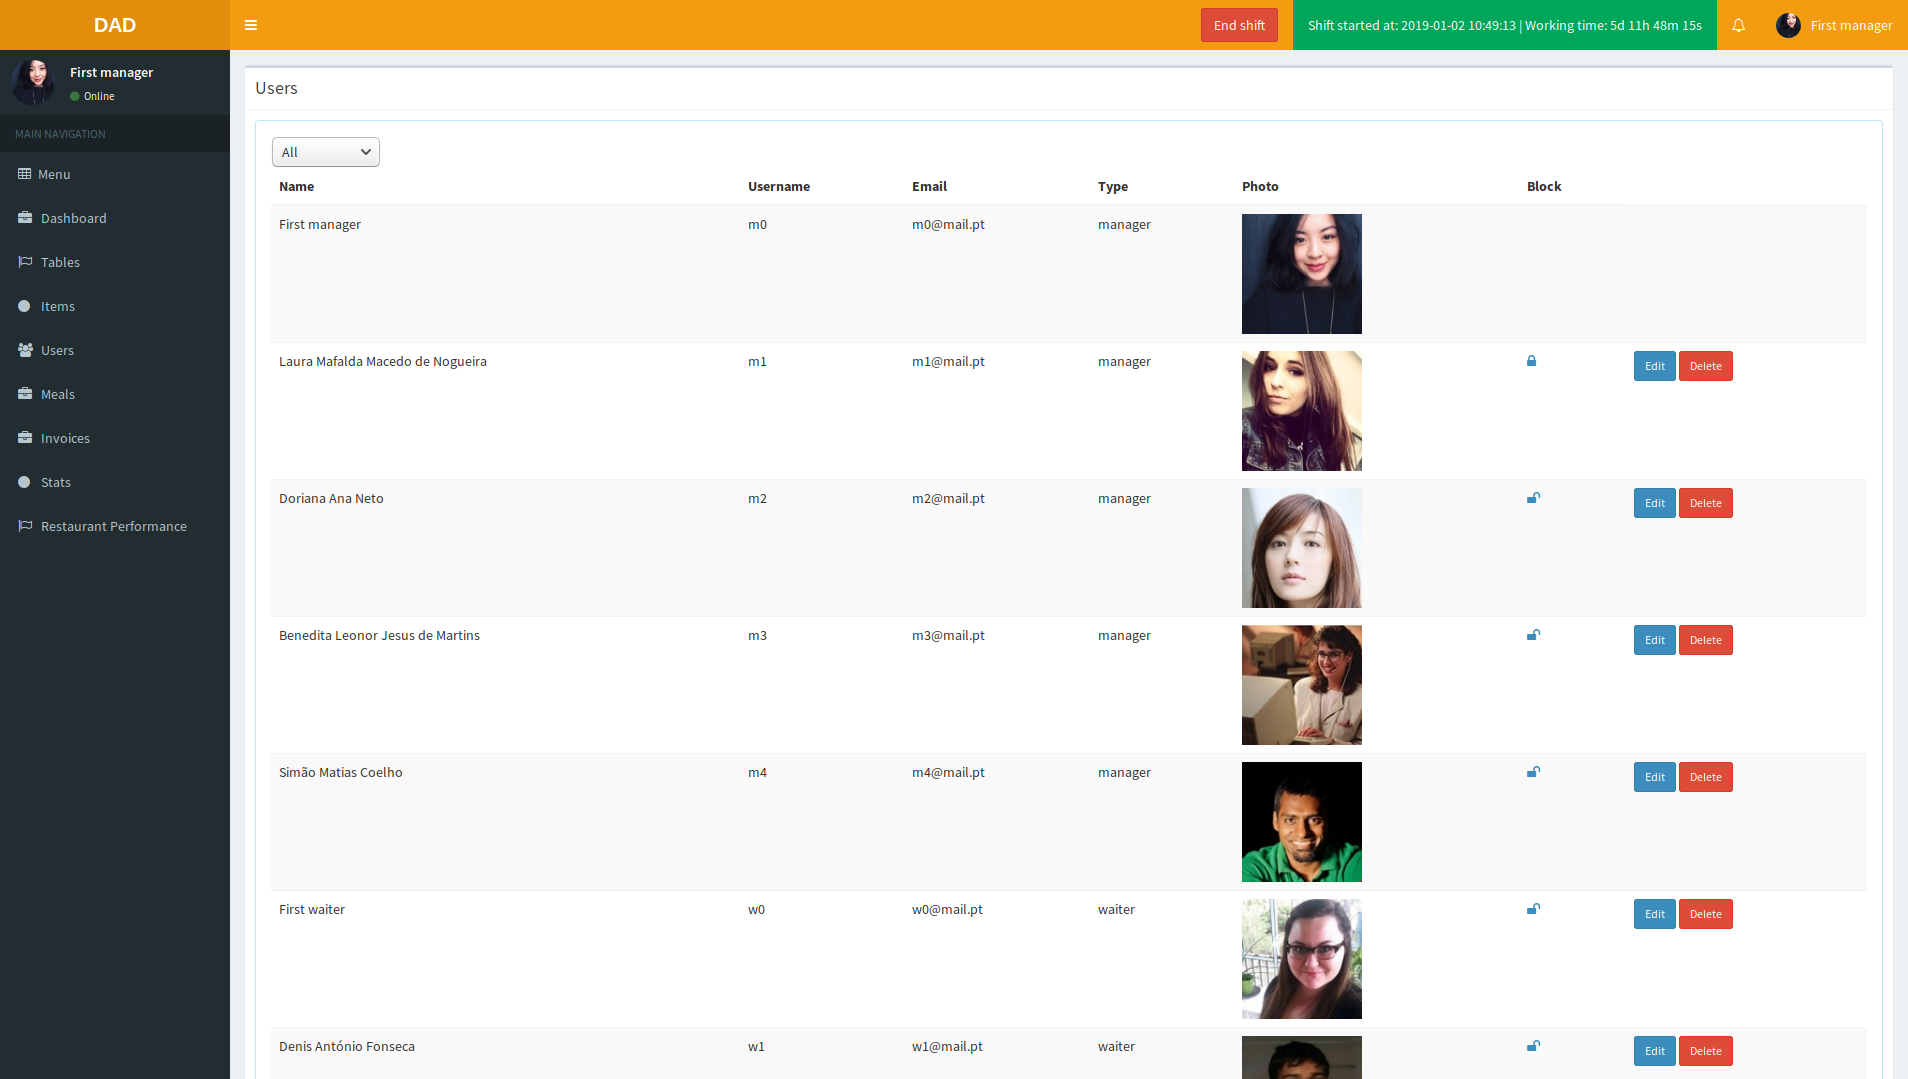 DAD
End shift
Shift started at: 2019-01-02 10:49:13 | Working time: 5d 11h 48m 15s
First manager
First manager
Online
MAIN NAVIGATION
Menu
Dashboard
Tables
Items
Users
Meals
Invoices
Stats
Restaurant Performance
Users
All
Name Username Email Type Photo Block
First manager m0 m0@mail.pt manager
Laura Mafalda Macedo de Nogueira m1 m1@mail.pt manager Edit Delete
Doriana Ana Neto m2 m2@mail.pt manager Edit Delete
Benedita Leonor Jesus de Martins m3 m3@mail.pt manager Edit Delete
Simão Matias Coelho m4 m4@mail.pt manager Edit Delete
First waiter w0 w0@mail.pt waiter Edit Delete
Denis António Fonseca w1 w1@mail.pt waiter Edit Delete